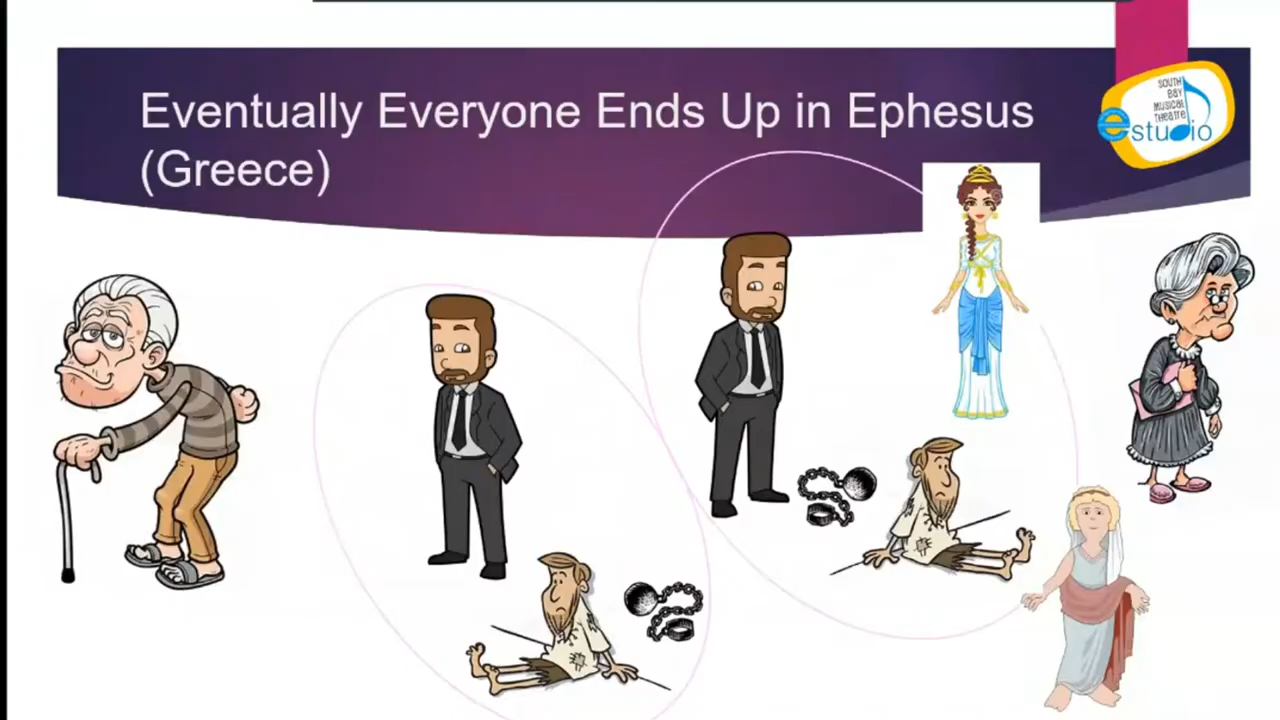 Eventually Everyone Ends Up in Ephesus
(Greece)
SOUTH
BAY
MUSICAL
THEATRE
estudio